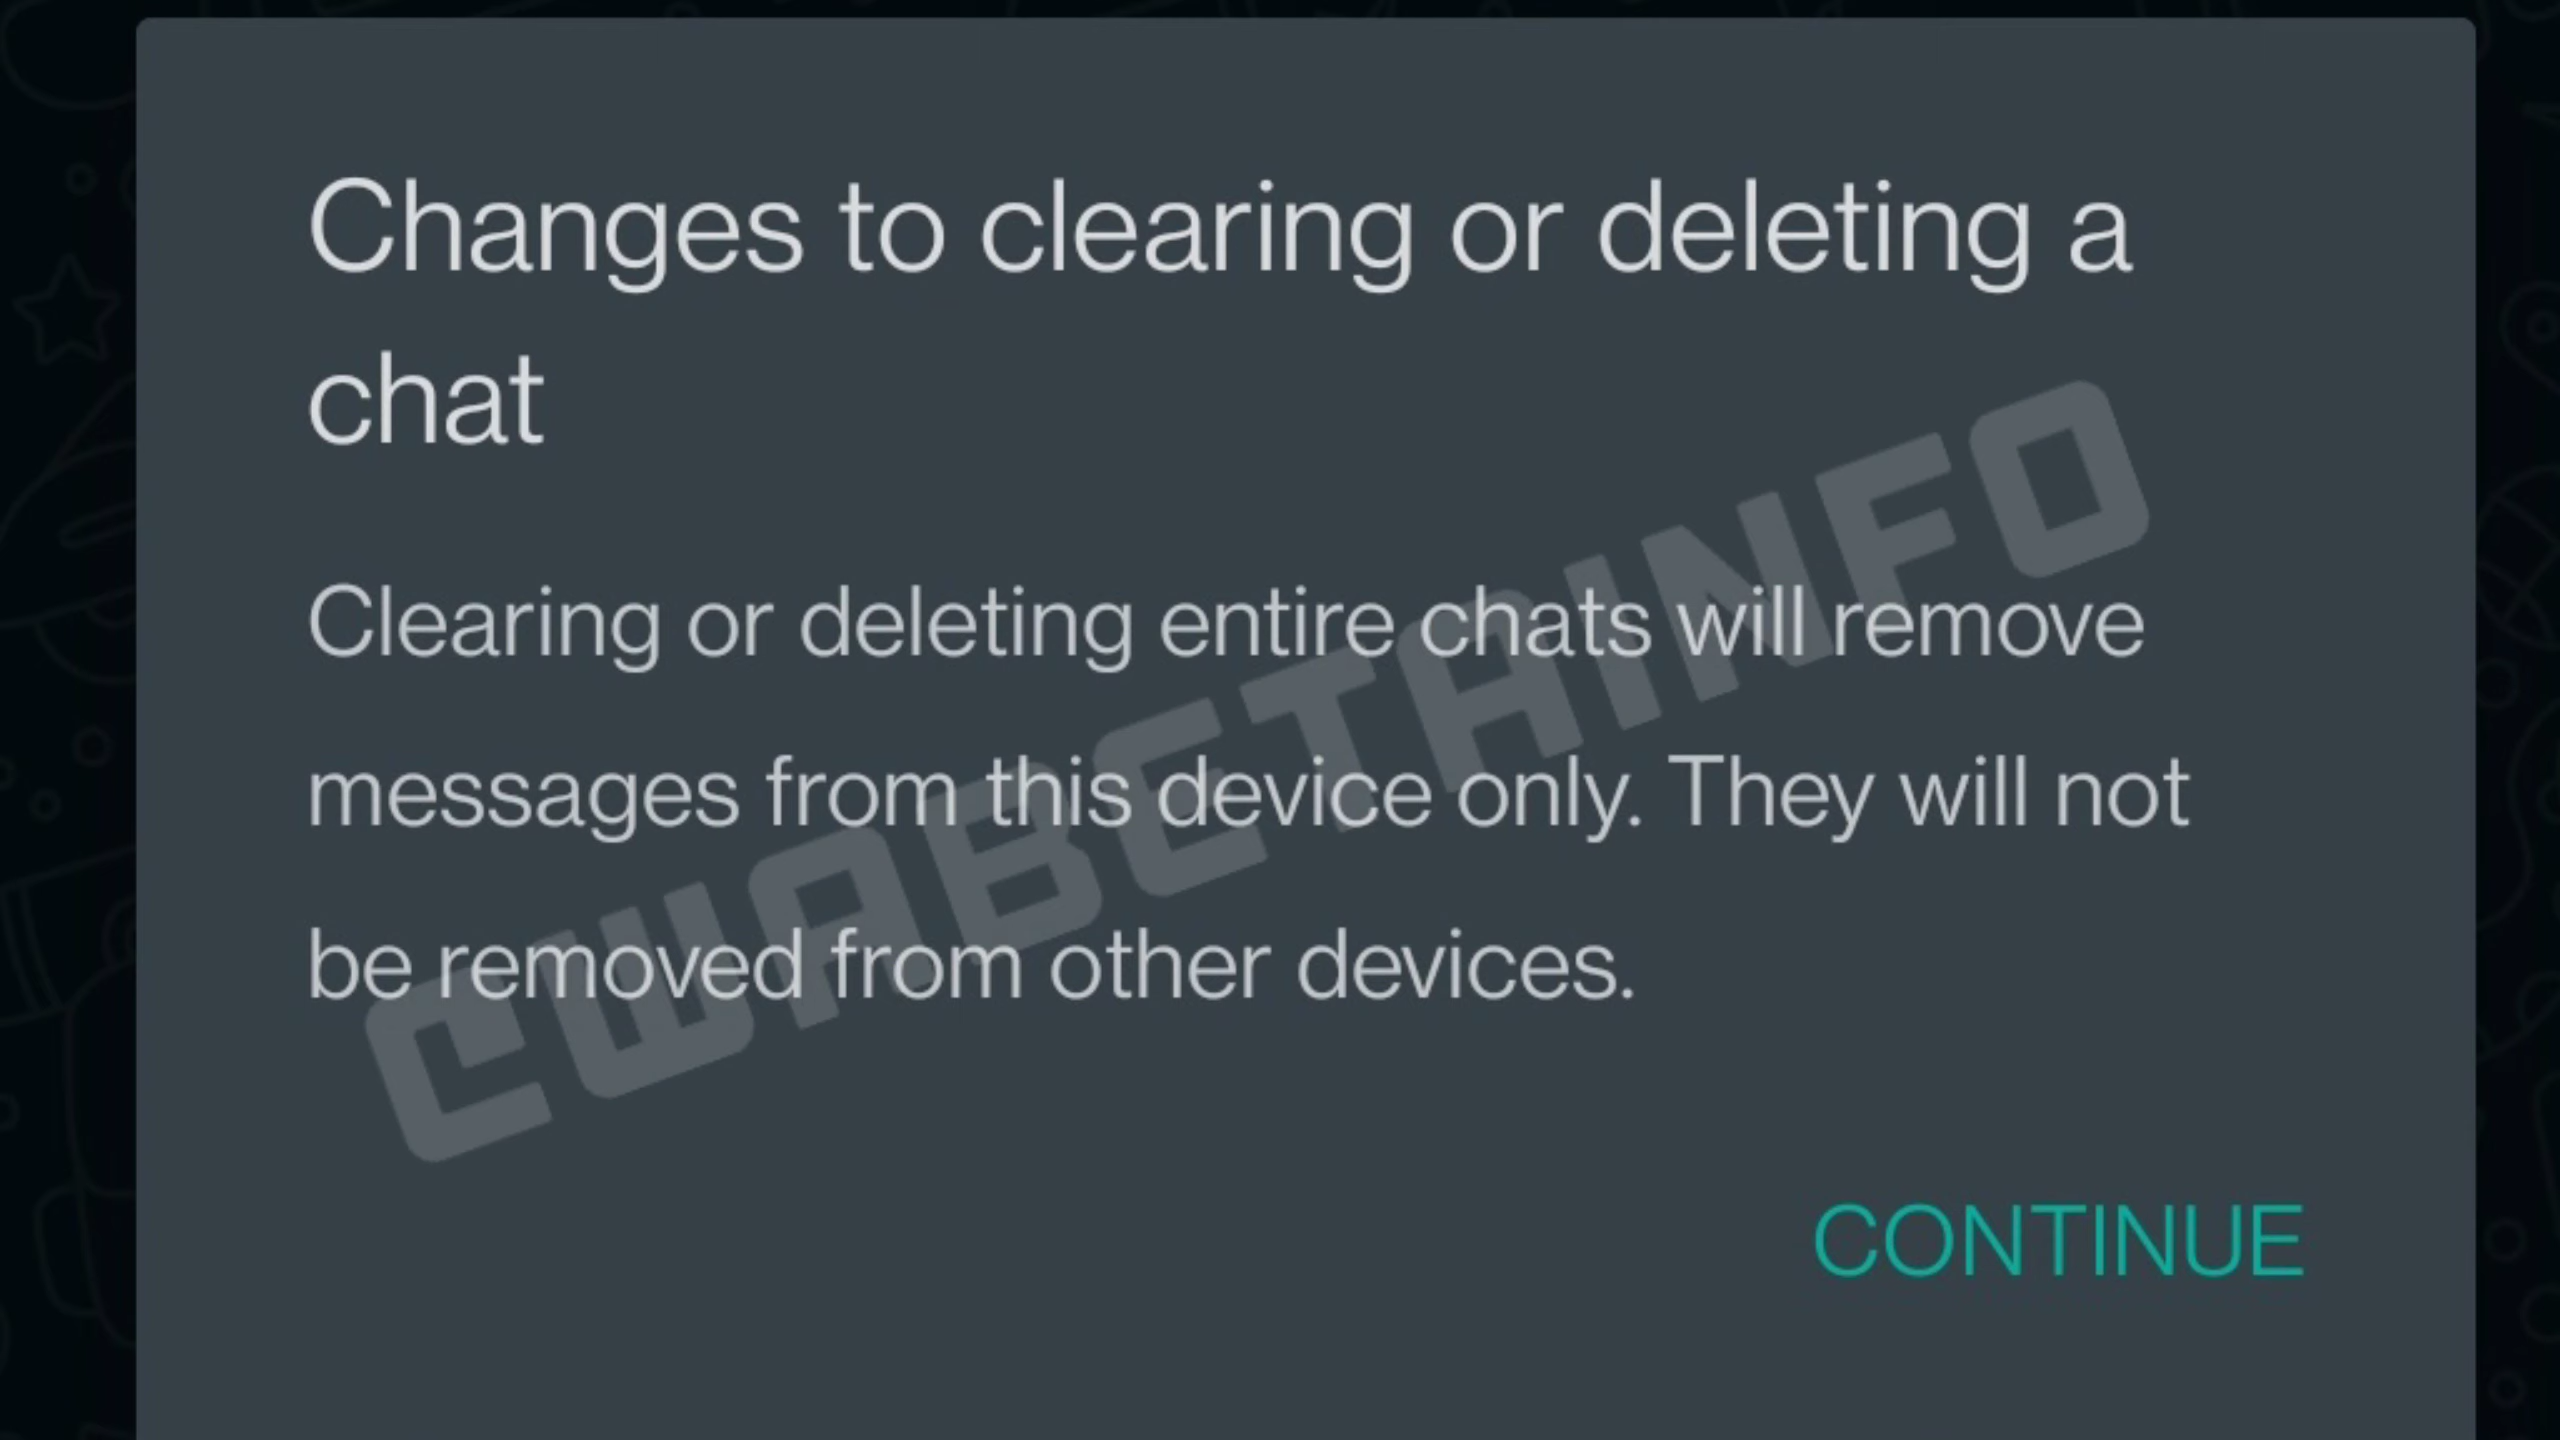 Changes to clearing or deleting a
chat
Clearing or deleting entire chats will remove
messages from this device only. They will not
be removed from other devices.
CWABETAINFO
CONTINUE